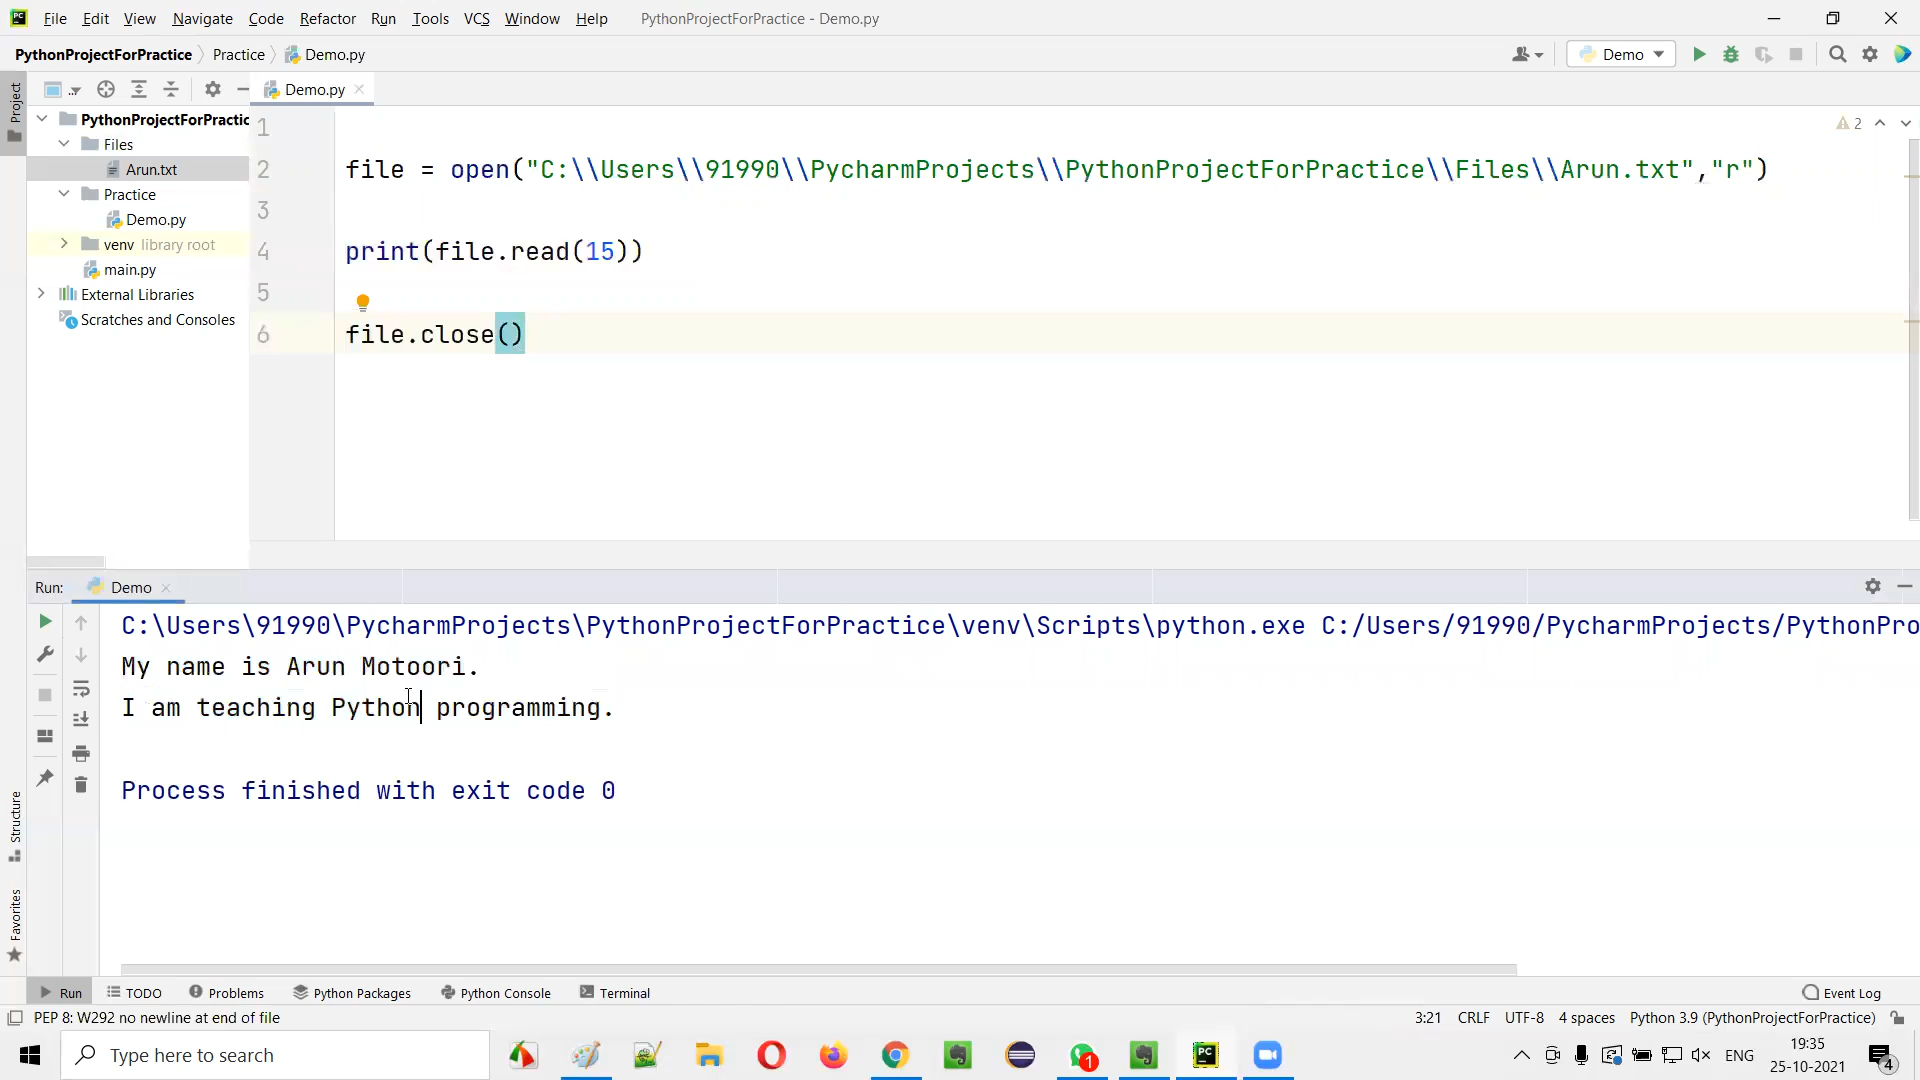 File Edit View Navigate Code Refactor Run Tools VCS Window Help PythonProjectForPractice - Demo.py
PythonProjectForPractice Practice Demo.py Demo
Project
Demo.py
PythonProjectForPractic
Files
Arun.txt
Practice
Demo.py
venv library root
main.py
External Libraries
Scratches and Consoles
2
1
2 file = open("C:\\Users\\91990\\PycharmProjects\\PythonProjectForPractice\\Files\\Arun.txt","r")
3
4 print(file.read(15))
5
6 file.close()
Run: Demo
C:\Users\91990\PycharmProjects\PythonProjectForPractice\venv\Scripts\python.exe C:/Users/91990/PycharmProjects/PythonPro
My name is Arun Motoori.
I am teaching Python programming.
Process finished with exit code 0
Structure
Favorites
Run TODO Problems Python Packages Python Console Terminal Event Log
PEP 8: W292 no newline at end of file 3:21 CRLF UTF-8 4 spaces Python 3.9 (PythonProjectForPractice)
Type here to search PC 1 ENG 19:35
25-10-2021 4